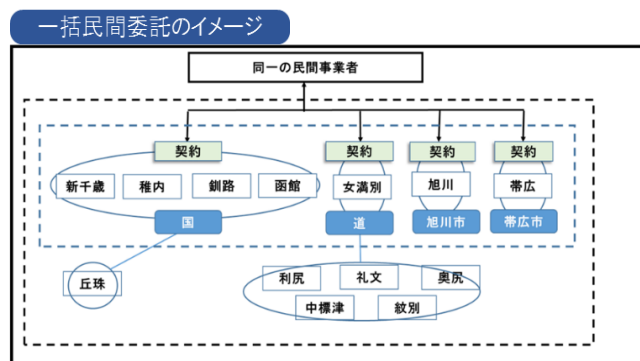 一括民間委託のイメージ
同一の民間事業者
契約 契約 契約 契約
新千歳 稚内 釧路 函館 女満別 旭川 帯広
国 道 旭川市 帯広市
丘珠 利尻 礼文 奥尻
中標津 紋別